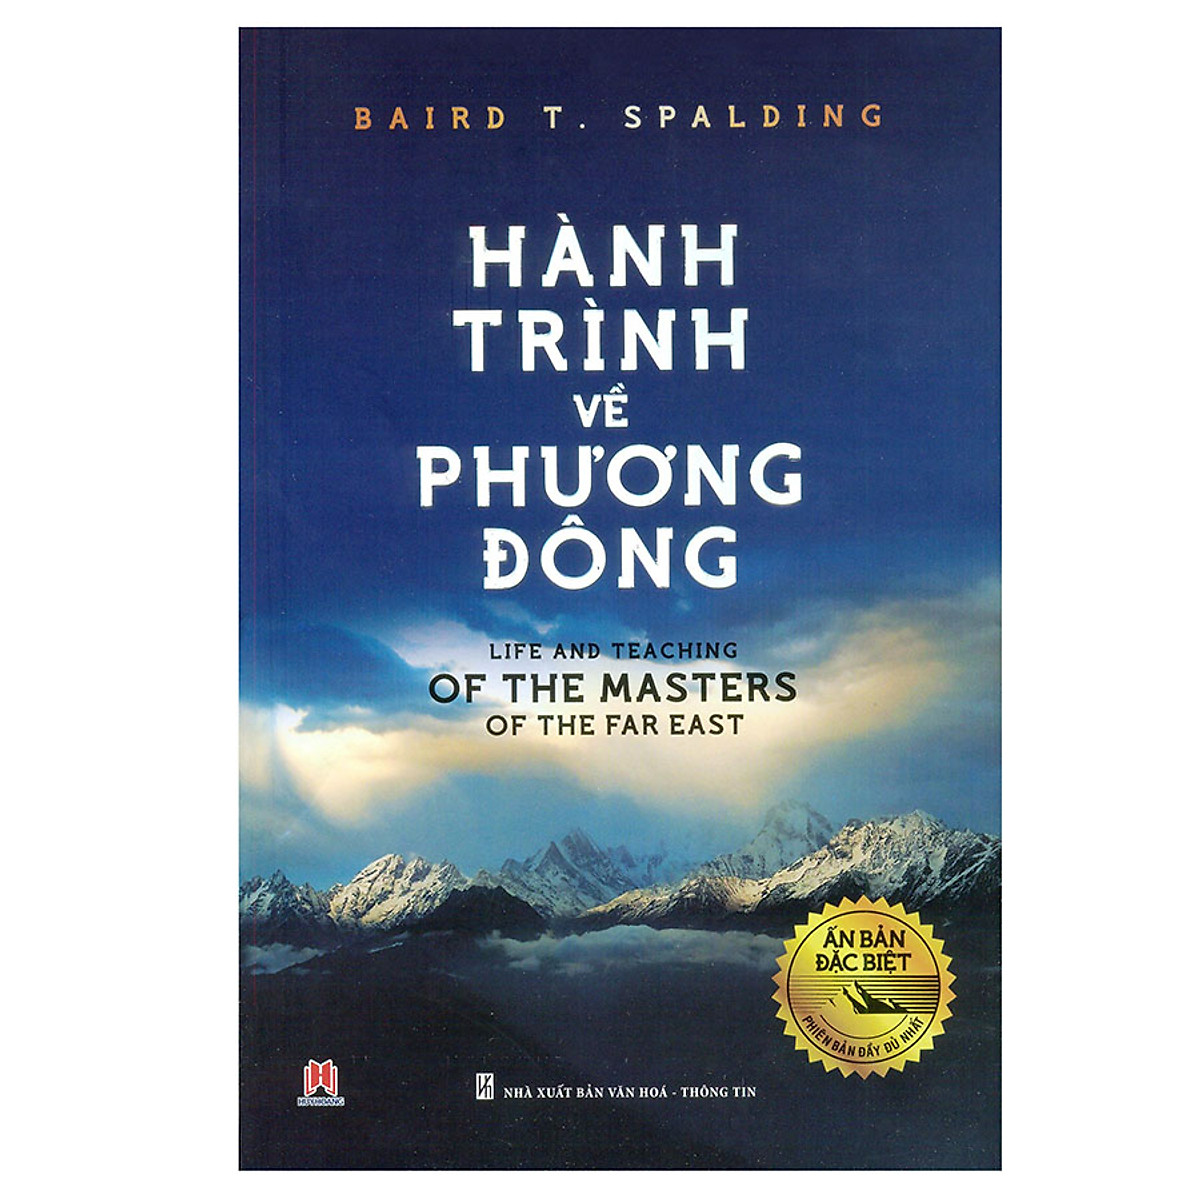 BAIRD T. SPALDING
HÀNH
TRÌNH
VỀ
PHƯƠNG
ĐÔNG
LIFE AND TEACHING
OF THE MASTERS
OF THE FAR EAST
ẤN BẢN
ĐẶC BIỆT
PHIÊN BẢN ĐẦY ĐỦ NHẤT
HUYHOANG
NHÀ XUẤT BẢN VĂN HOÁ - THÔNG TIN